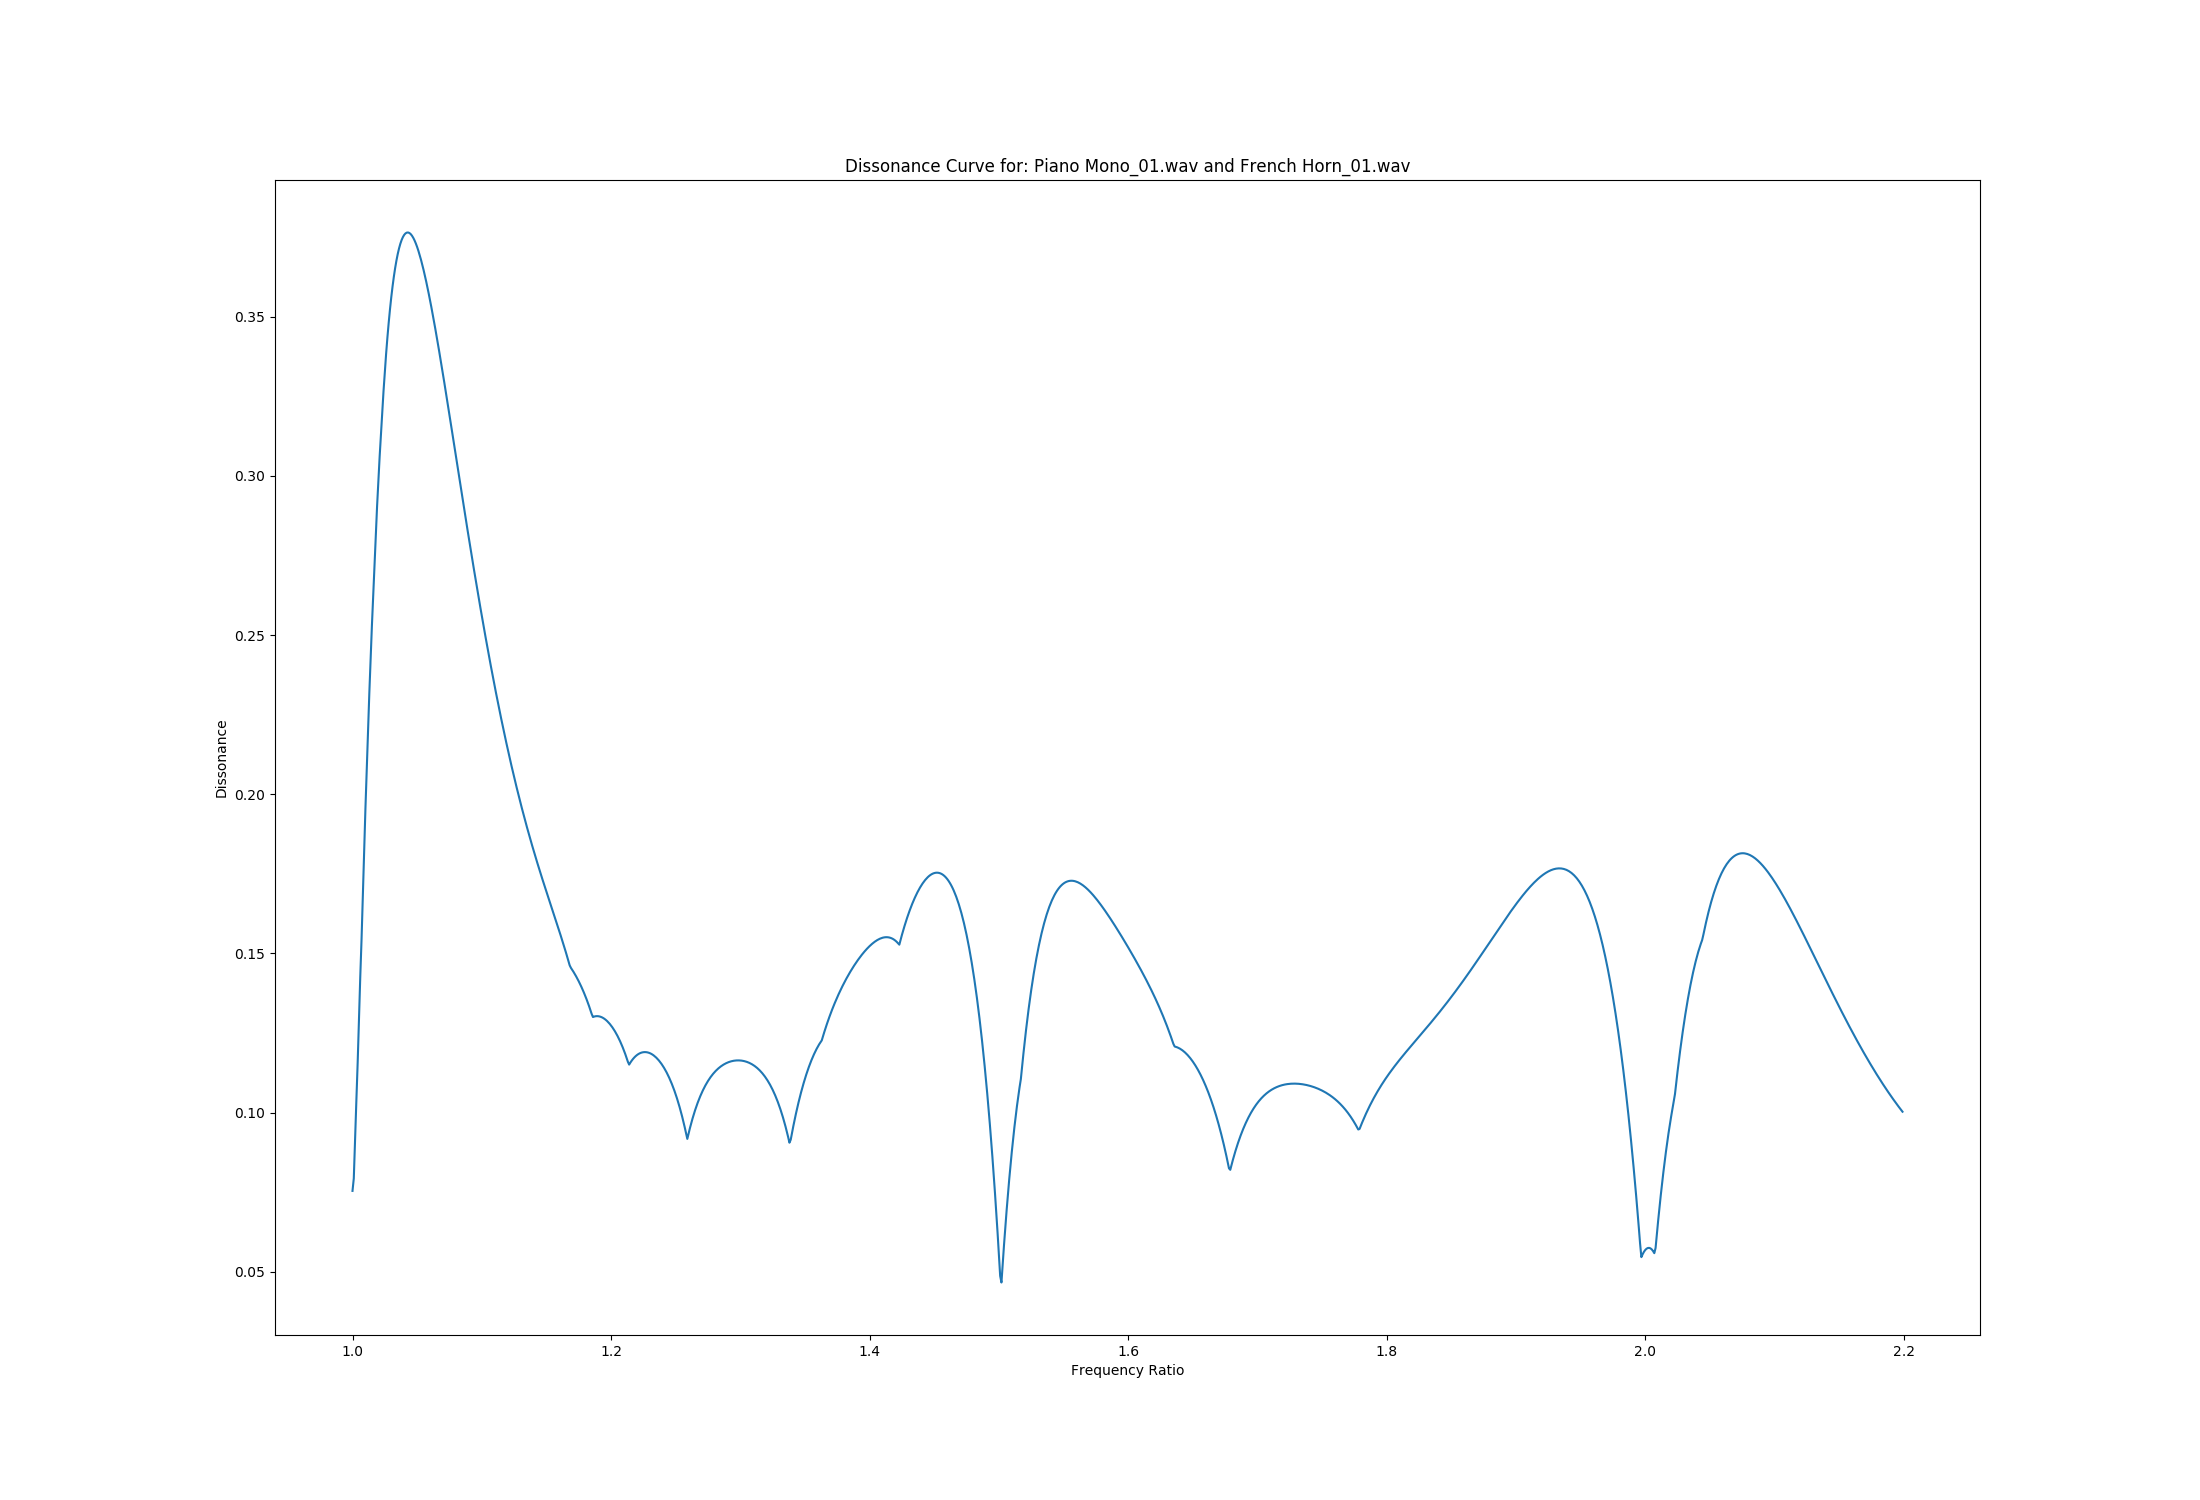 Dissonance Curve for: Piano Mono_01.wav and French Horn_01.wav
Dissonance
0.35
0.30
0.25
0.20
0.15
0.10
0.05
1.0 1.2 1.4 1.6 1.8 2.0 2.2
Frequency Ratio